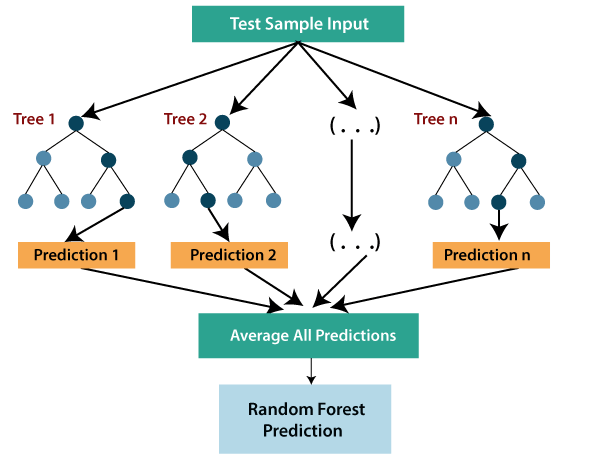 Test Sample Input
Tree 1
Tree 2
(. . .)
Tree n
Prediction 1
Prediction 2
(. . .)
Prediction n
Average All Predictions
Random Forest
Prediction